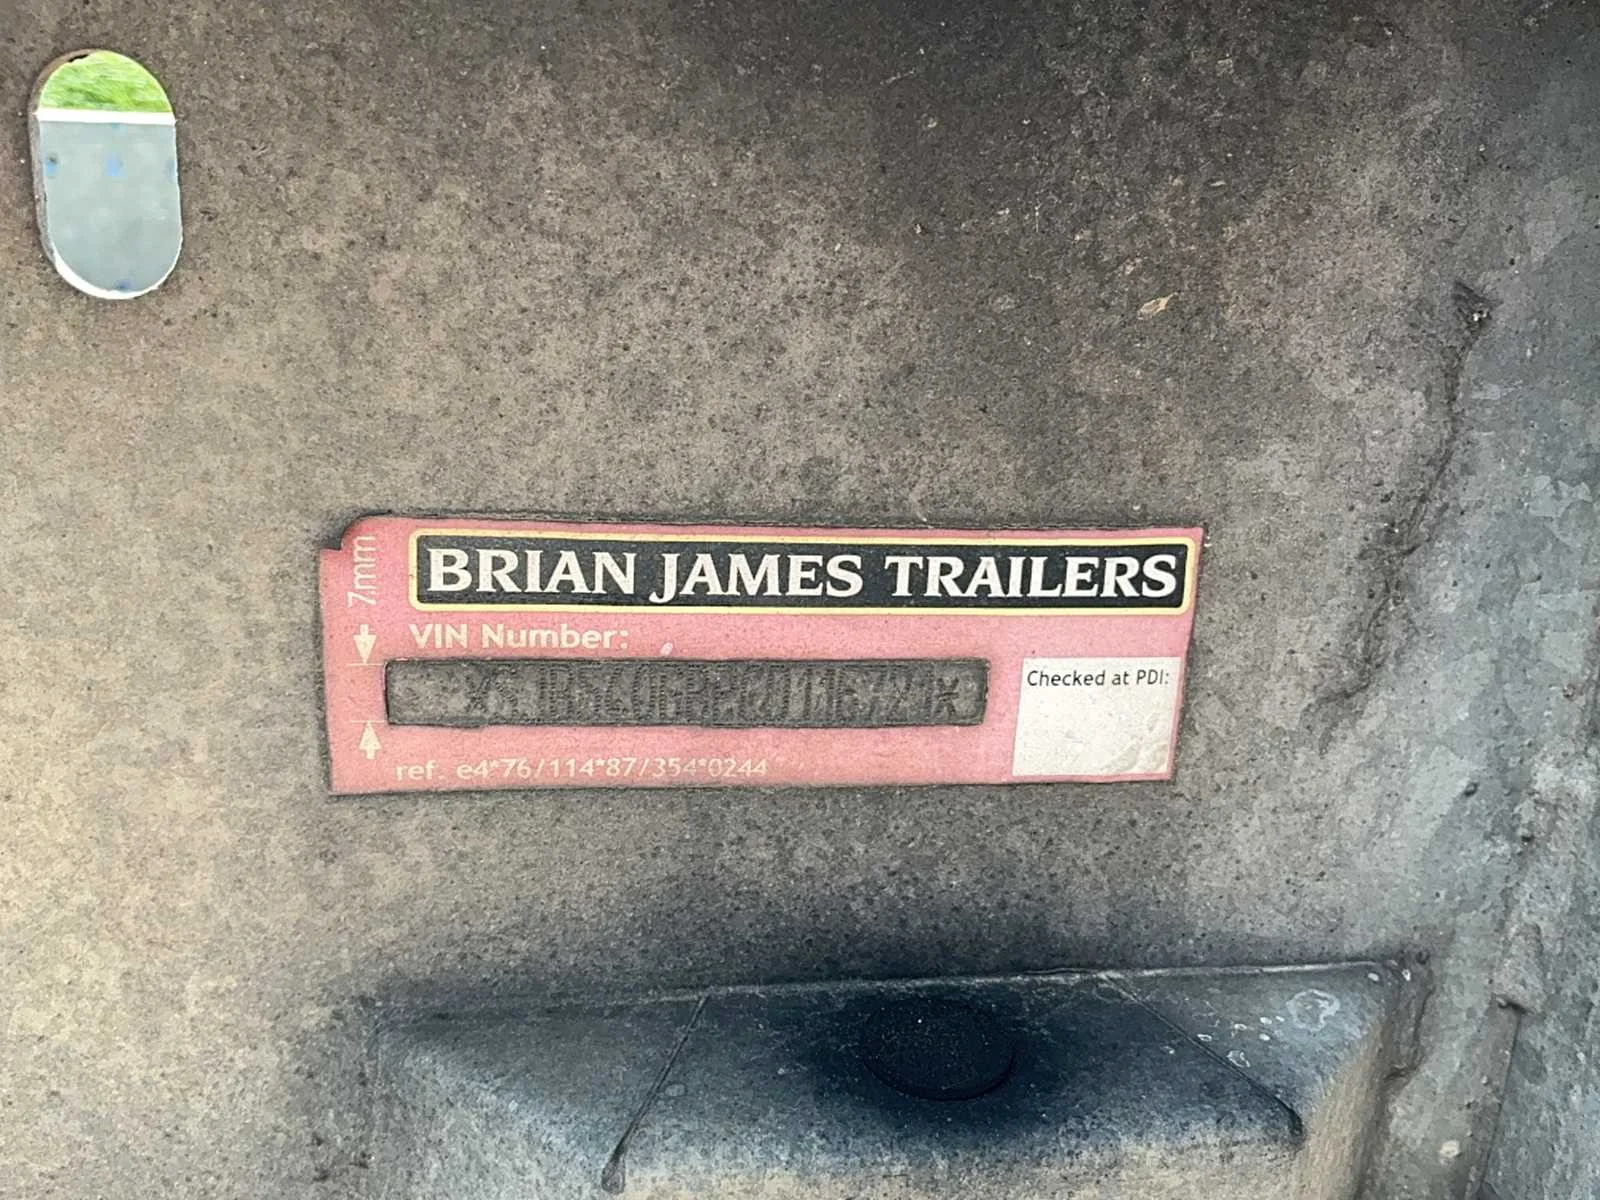 7mm
BRIAN JAMES TRAILERS
VIN Number:
Checked at PDI:
ref. e4*76/114*87/354*0244